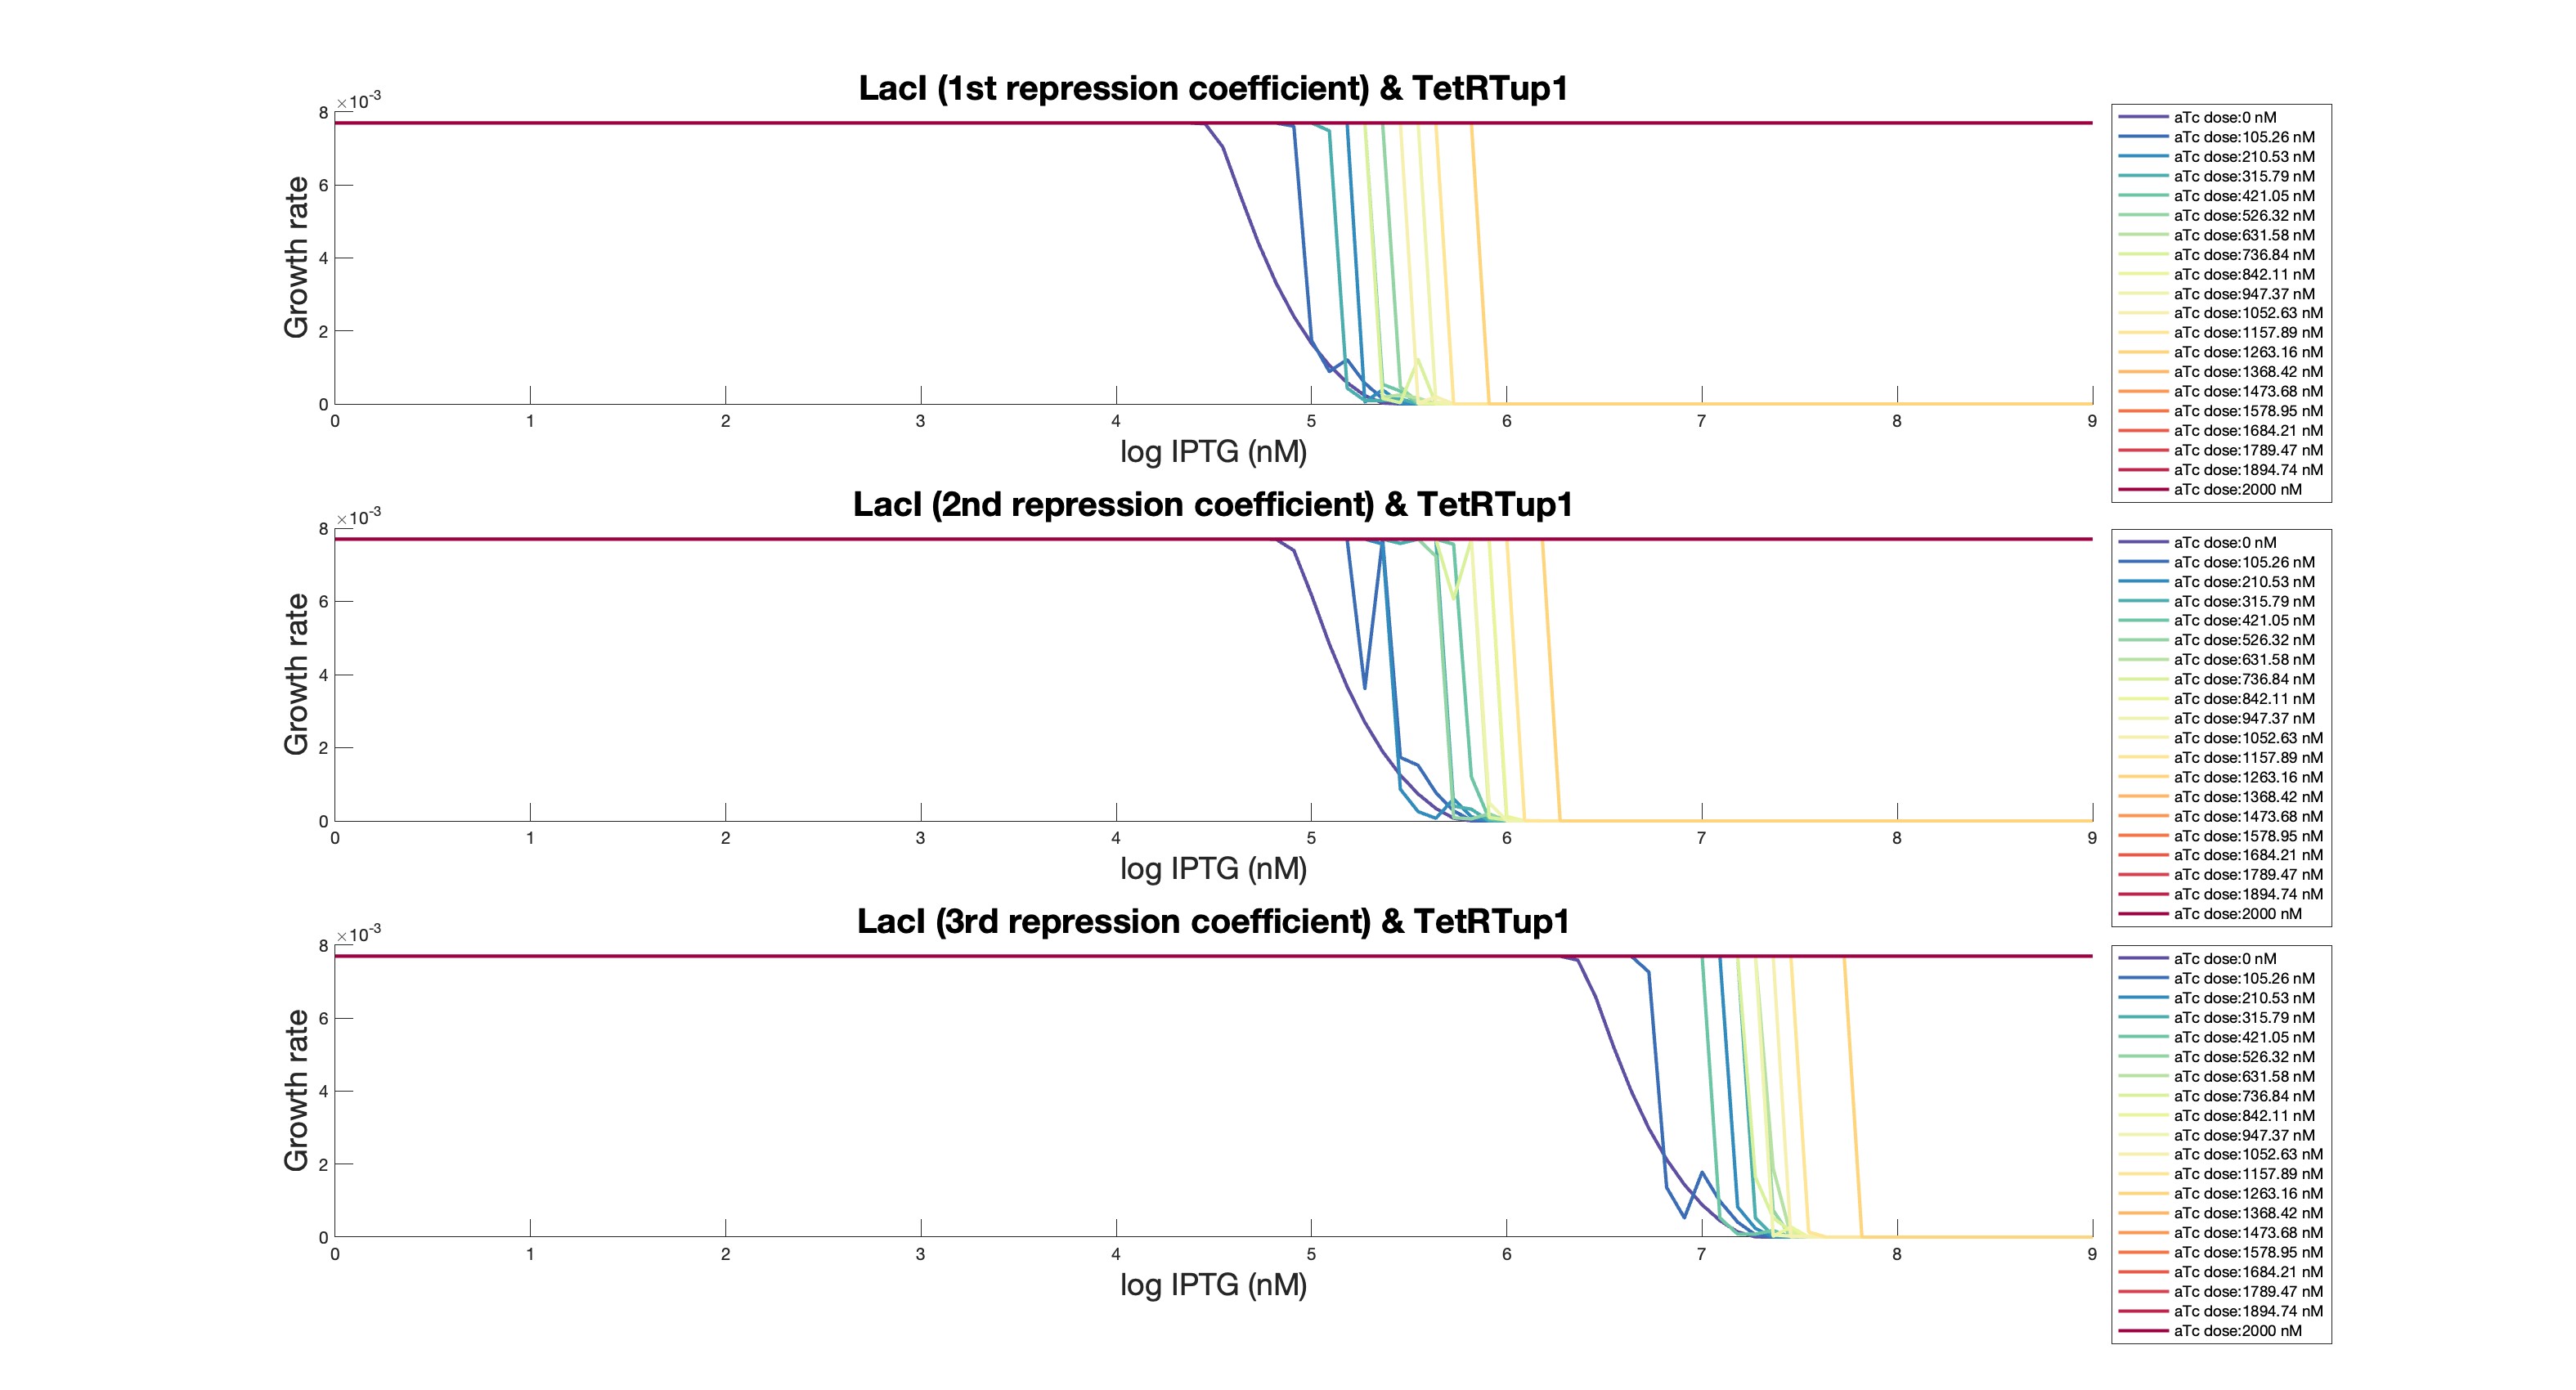 LacI (1st repression coefficient) & TetRTup1
×10-3
8
6
4
2
0
Growth rate
0 1 2 3 4 5 6 7 8 9
log IPTG (nM)
aTc dose:0 nM
aTc dose:105.26 nM
aTc dose:210.53 nM
aTc dose:315.79 nM
aTc dose:421.05 nM
aTc dose:526.32 nM
aTc dose:631.58 nM
aTc dose:736.84 nM
aTc dose:842.11 nM
aTc dose:947.37 nM
aTc dose:1052.63 nM
aTc dose:1157.89 nM
aTc dose:1263.16 nM
aTc dose:1368.42 nM
aTc dose:1473.68 nM
aTc dose:1578.95 nM
aTc dose:1684.21 nM
aTc dose:1789.47 nM
aTc dose:1894.74 nM
aTc dose:2000 nM
LacI (2nd repression coefficient) & TetRTup1
×10-3
8
6
4
2
0
Growth rate
0 1 2 3 4 5 6 7 8 9
log IPTG (nM)
aTc dose:0 nM
aTc dose:105.26 nM
aTc dose:210.53 nM
aTc dose:315.79 nM
aTc dose:421.05 nM
aTc dose:526.32 nM
aTc dose:631.58 nM
aTc dose:736.84 nM
aTc dose:842.11 nM
aTc dose:947.37 nM
aTc dose:1052.63 nM
aTc dose:1157.89 nM
aTc dose:1263.16 nM
aTc dose:1368.42 nM
aTc dose:1473.68 nM
aTc dose:1578.95 nM
aTc dose:1684.21 nM
aTc dose:1789.47 nM
aTc dose:1894.74 nM
aTc dose:2000 nM
LacI (3rd repression coefficient) & TetRTup1
×10-3
8
6
4
2
0
Growth rate
0 1 2 3 4 5 6 7 8 9
log IPTG (nM)
aTc dose:0 nM
aTc dose:105.26 nM
aTc dose:210.53 nM
aTc dose:315.79 nM
aTc dose:421.05 nM
aTc dose:526.32 nM
aTc dose:631.58 nM
aTc dose:736.84 nM
aTc dose:842.11 nM
aTc dose:947.37 nM
aTc dose:1052.63 nM
aTc dose:1157.89 nM
aTc dose:1263.16 nM
aTc dose:1368.42 nM
aTc dose:1473.68 nM
aTc dose:1578.95 nM
aTc dose:1684.21 nM
aTc dose:1789.47 nM
aTc dose:1894.74 nM
aTc dose:2000 nM